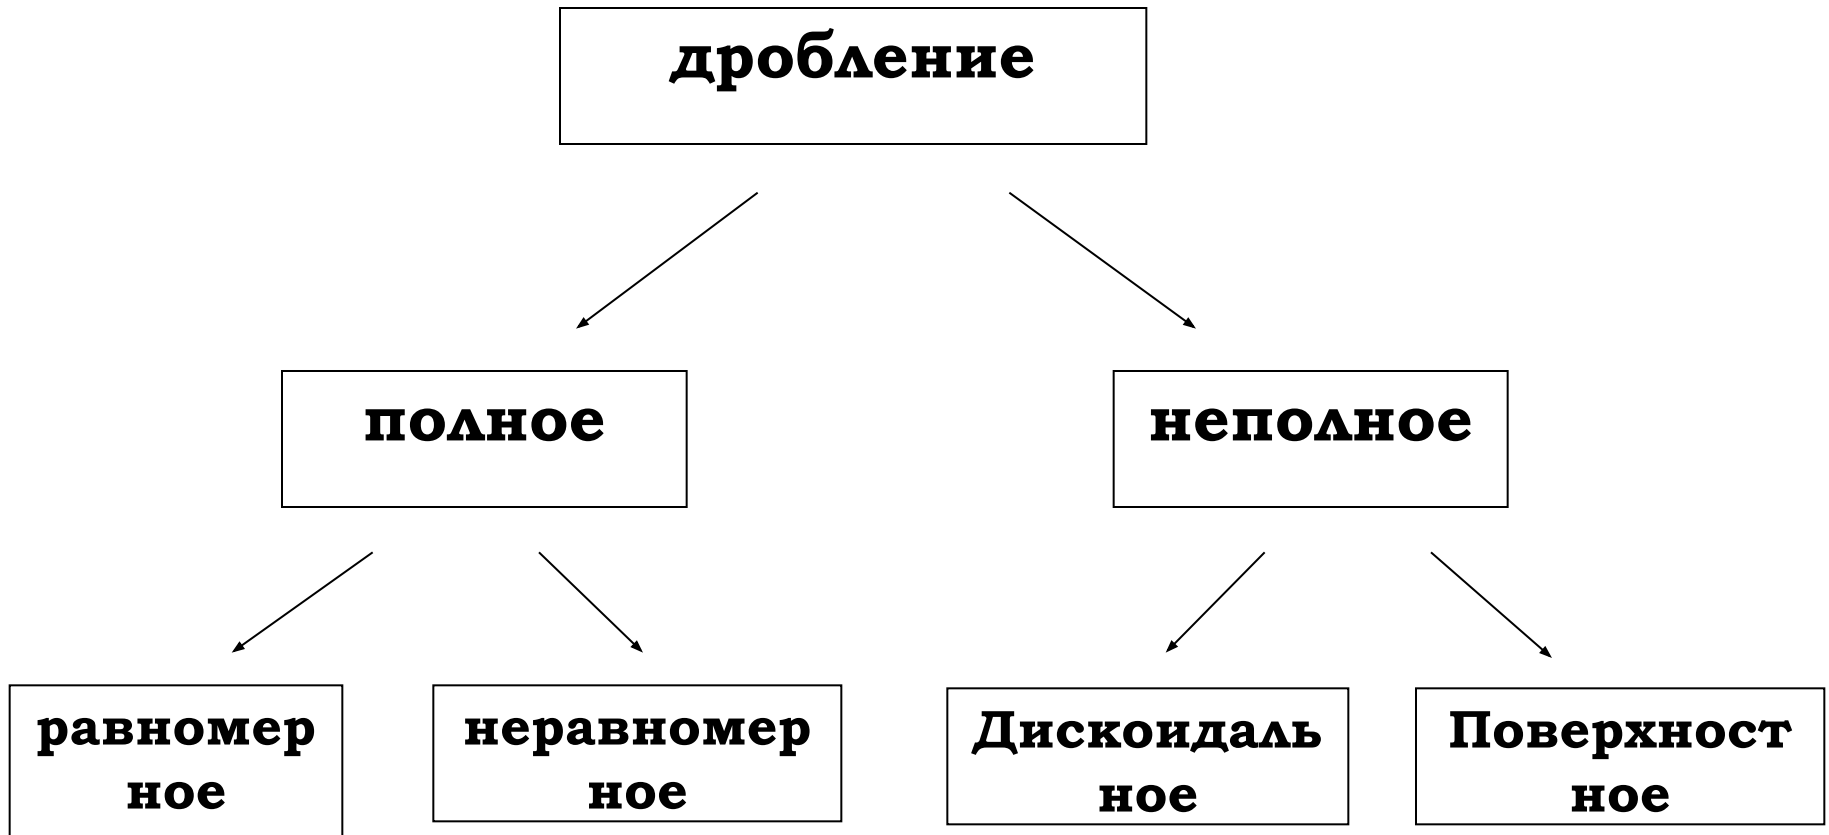 дробление
полное
неполное
равномер
ное
неравномер
ное
Дискоидаль
ное
Поверхност
ное